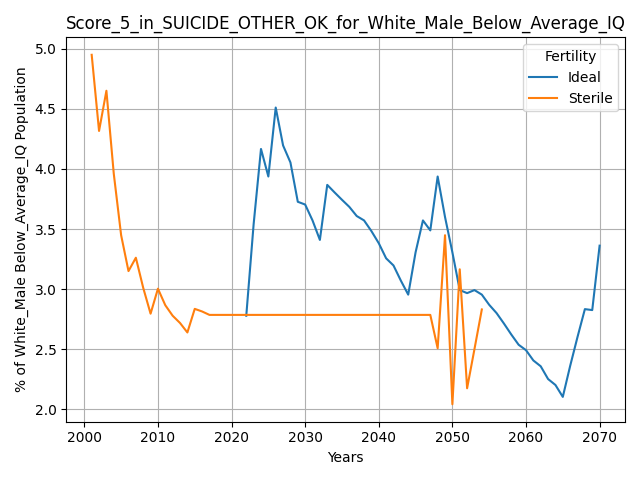 Score_5_in_SUICIDE_OTHER_OK_for_White_Male_Below_Average_IQ
% of White_Male Below_Average_IQ Population
5.0
4.5
4.0
3.5
3.0
2.5
2.0
Fertility
Ideal
Sterile
2000 2010 2020 2030 2040 2050 2060 2070
Years